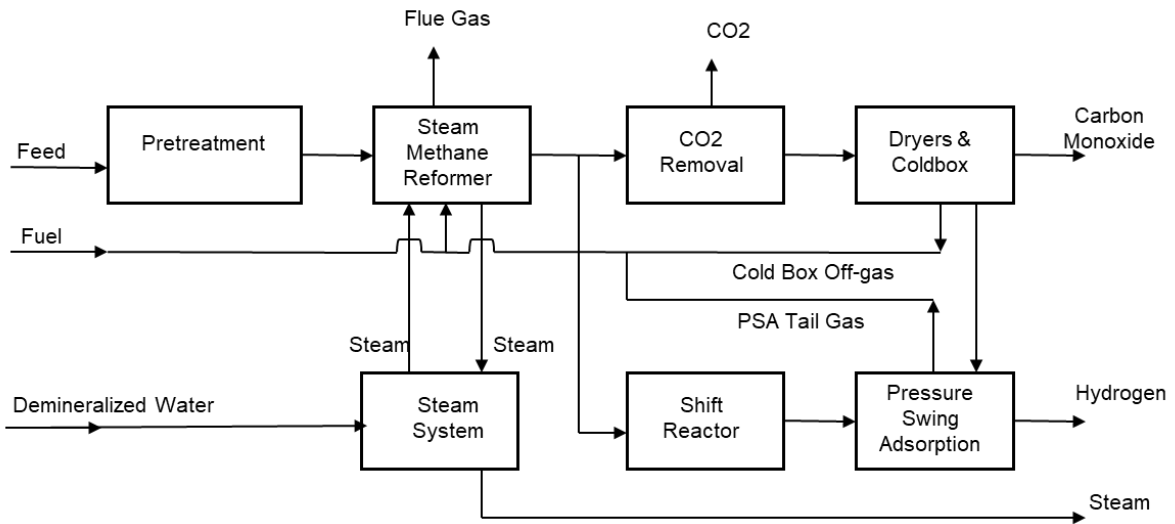 Flue Gas
CO2
Feed
Pretreatment
Steam
Methane
Reformer
CO2
Removal
Dryers &
Coldbox
Carbon
Monoxide
Fuel
Cold Box Off-gas
PSA Tail Gas
Steam
Steam
Demineralized Water
Steam
System
Shift
Reactor
Pressure
Swing
Adsorption
Hydrogen
Steam